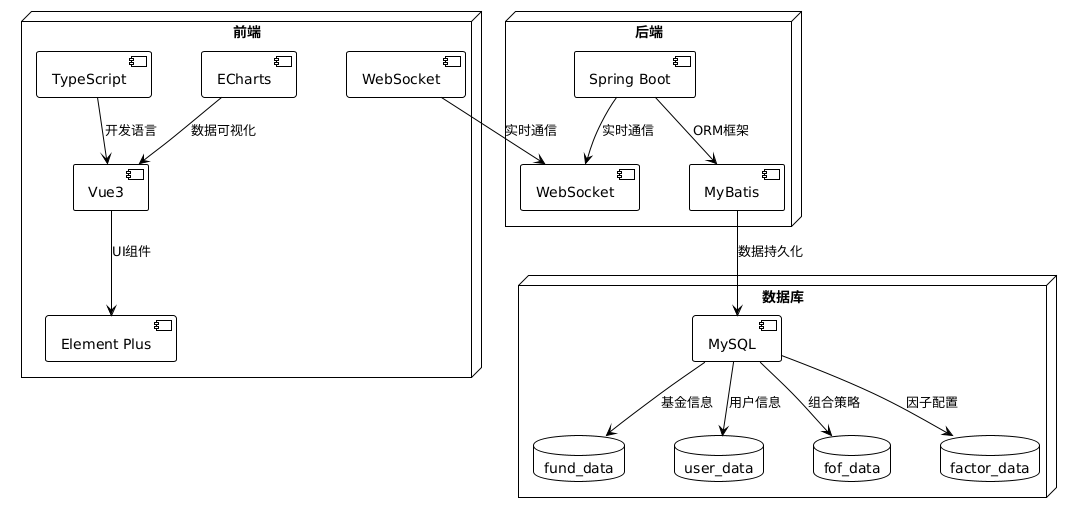 前端
TypeScript
ECharts
WebSocket
开发语言
数据可视化
Vue3
UI组件
Element Plus
后端
Spring Boot
实时通信
实时通信
ORM框架
WebSocket
MyBatis
数据持久化
数据库
MySQL
基金信息
用户信息
组合策略
因子配置
fund_data
user_data
fof_data
factor_data